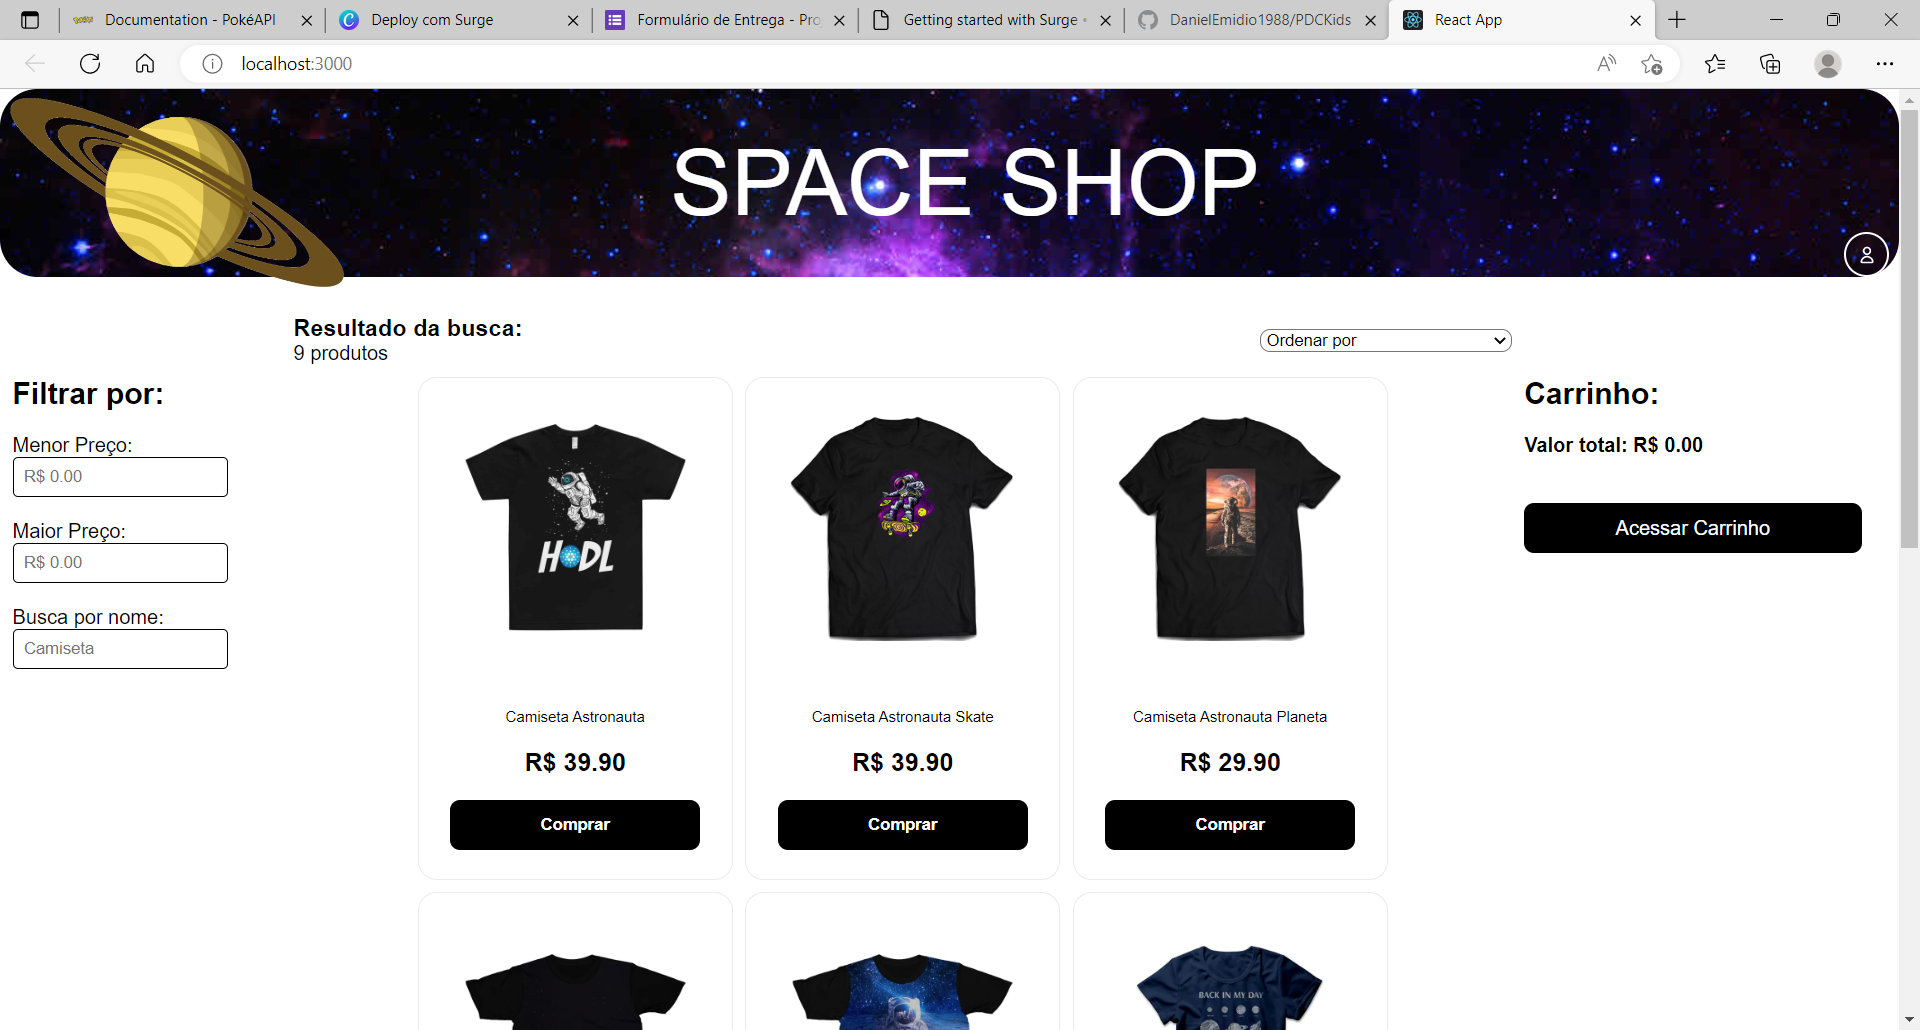 Documentation - PokéAPI
Deploy com Surge
Formulário de Entrega - Pro
Getting started with Surge
DanielEmidio1988/PDCKids
React App
localhost:3000
SPACE SHOP
Resultado da busca:
9 produtos
Ordenar por
Filtrar por:
Menor Preço:
R$ 0.00
Maior Preço:
R$ 0.00
Busca por nome:
Camiseta
HODL
Camiseta Astronauta
R$ 39.90
Comprar
Camiseta Astronauta Skate
R$ 39.90
Comprar
Camiseta Astronauta Planeta
R$ 29.90
Comprar
Carrinho:
Valor total: R$ 0.00
Acessar Carrinho
BACK IN MY DAY